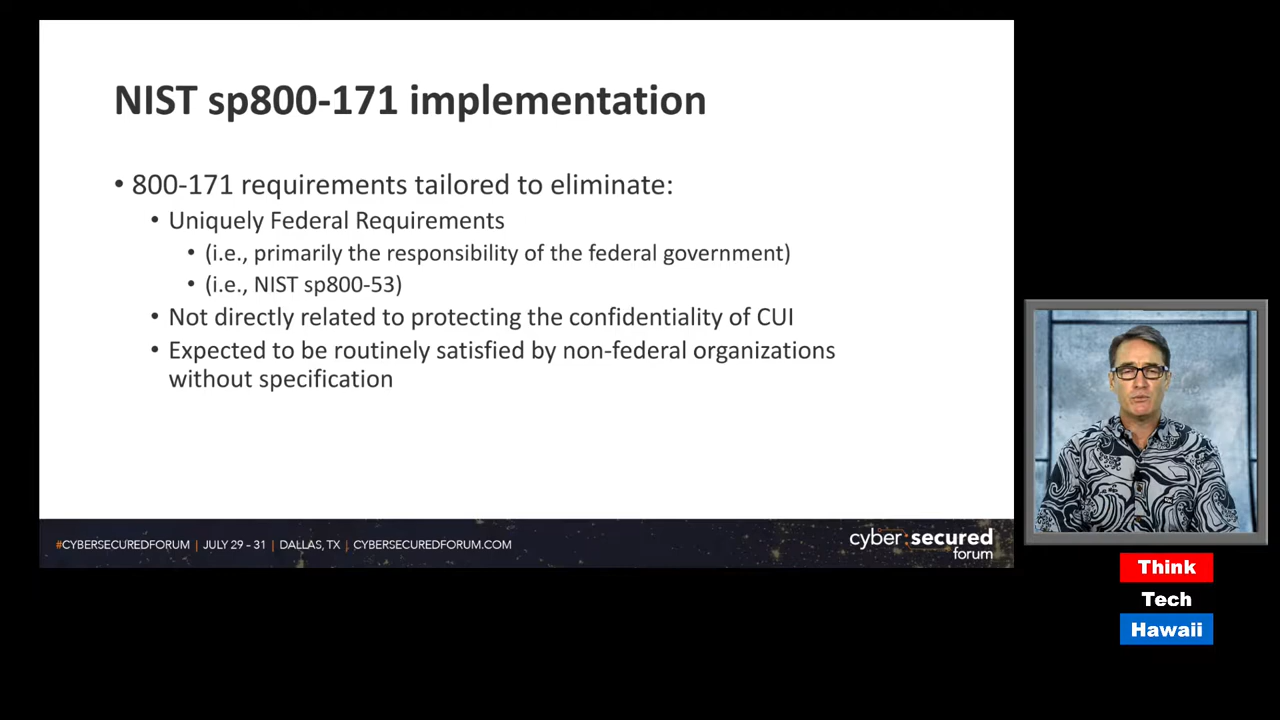 NIST sp800-171 implementation
• 800-171 requirements tailored to eliminate:
• Uniquely Federal Requirements
• (i.e., primarily the responsibility of the federal government)
• (i.e., NIST sp800-53)
• Not directly related to protecting the confidentiality of CUI
• Expected to be routinely satisfied by non-federal organizations
without specification
#CYBERSECUREDFORUM | JULY 29 - 31 | DALLAS, TX | CYBERSECUREDFORUM.COM
cyber:secured
forum
Think
Tech
Hawaii